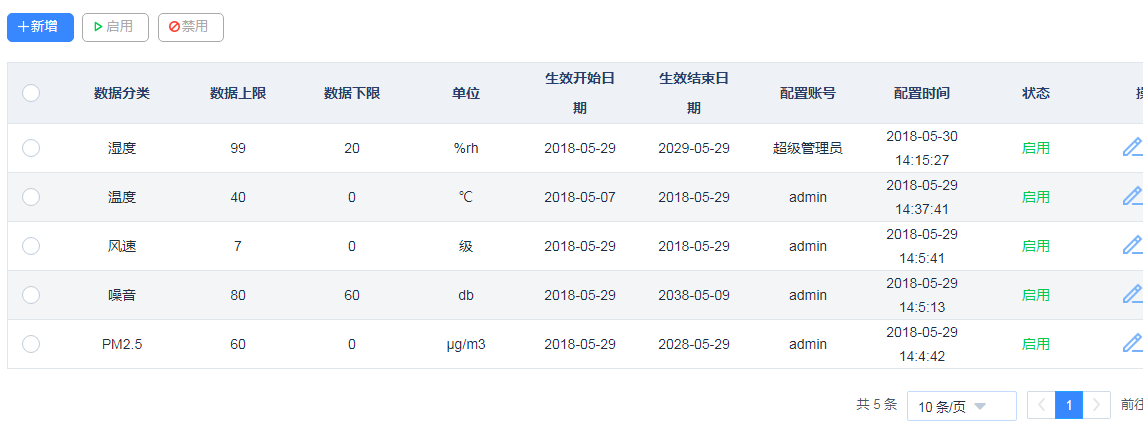 新增 启用 禁用
数据分类 数据上限 数据下限 单位 生效开始日期 生效结束日期 配置账号 配置时间 状态
湿度 99 20 %rh 2018-05-29 2029-05-29 超级管理员 2018-05-30 14:15:27 启用
温度 40 0 ℃ 2018-05-07 2018-05-29 admin 2018-05-29 14:37:41 启用
风速 7 0 级 2018-05-29 2018-05-29 admin 2018-05-29 14:5:41 启用
噪音 80 60 db 2018-05-29 2038-05-09 admin 2018-05-29 14:5:13 启用
PM2.5 60 0 μg/m3 2018-05-29 2028-05-29 admin 2018-05-29 14:4:42 启用
共 5 条 10 条/页 1 前往